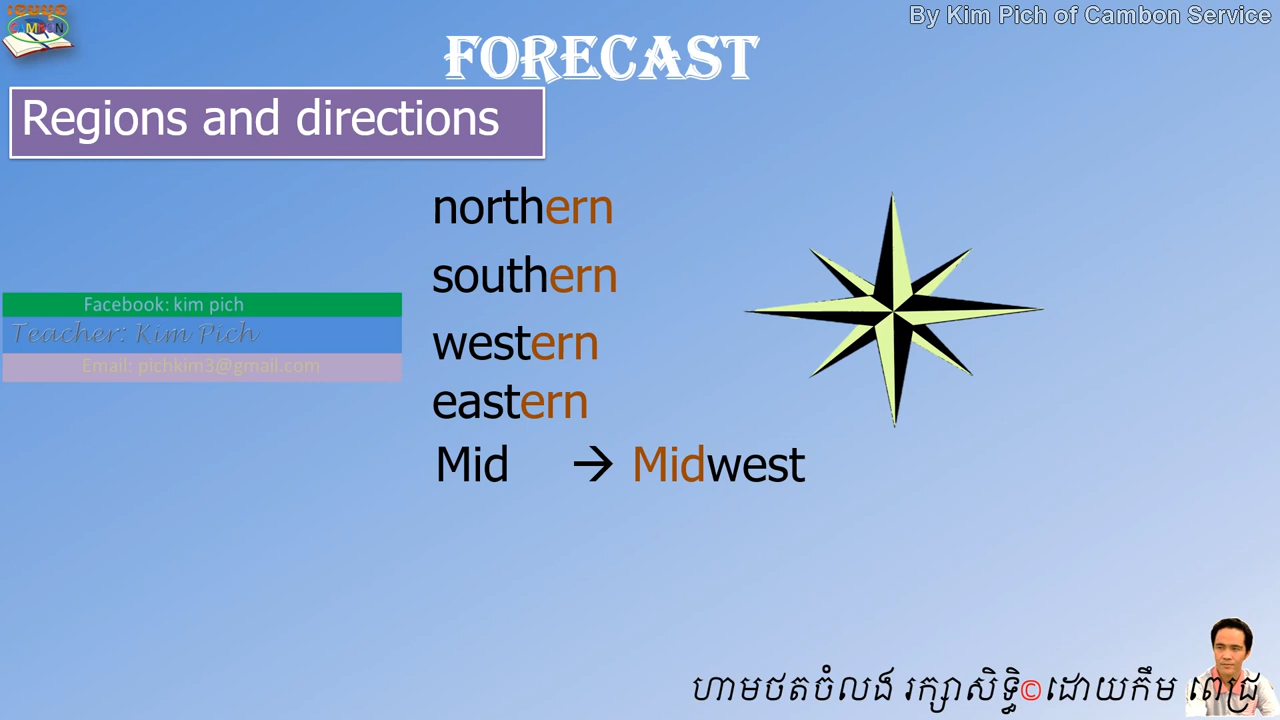 CAMBON
By Kim Pich of Cambon Service
FORECAST
Regions and directions
northern
southern
western
eastern
Mid → Midwest
Facebook: kim pich
Teacher: Kim Pich
Email: pichkim3@gmail.com
ហាមថតចំលង រក្សាសិទ្ធិ©ដោយកឹម ពេជ្រ